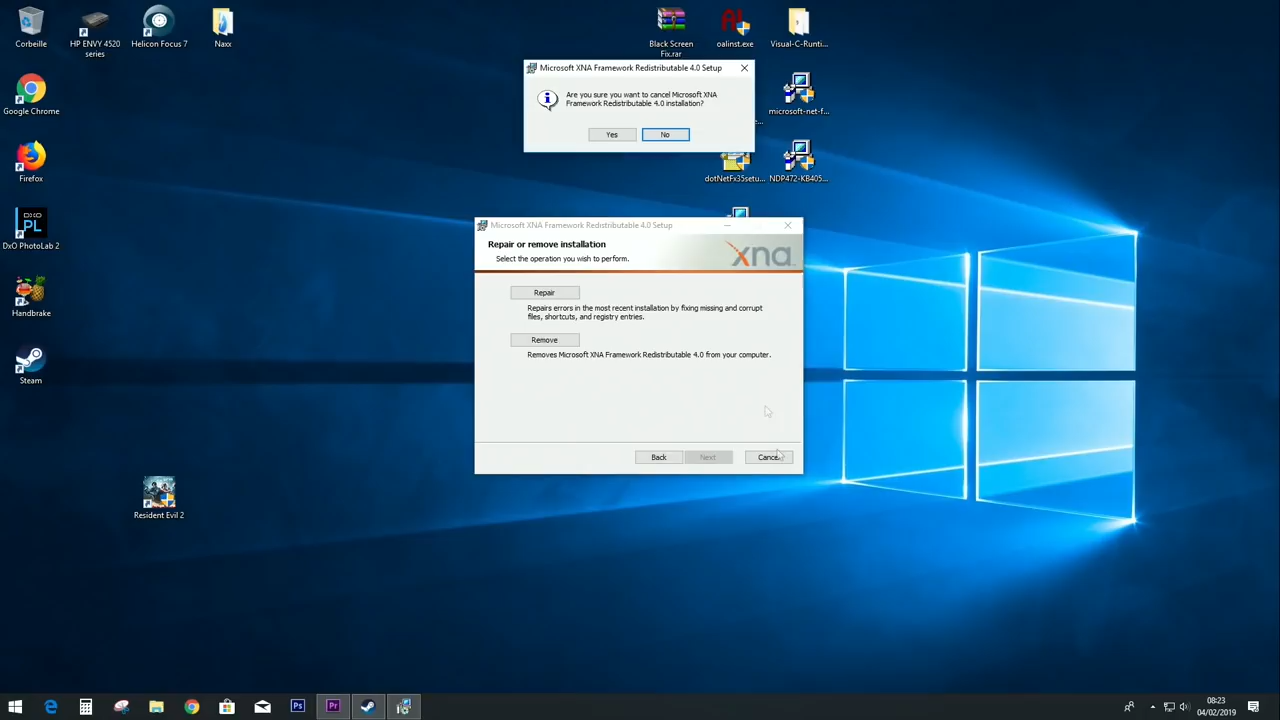 Corbeille
HP ENVY 4520
series
Helicon Focus 7
Naxx
Black Screen
Fix.rar
oalinst.exe
Visual-C-Runti...
Google Chrome
Microsoft XNA Framework Redistributable 4.0 Setup
Are you sure you want to cancel Microsoft XNA
Framework Redistributable 4.0 installation?
Yes
No
microsoft-net-f...
Firefox
dotNetFx35setu...
NDP472-KB405...
DXO
PL
DxO PhotoLab 2
Microsoft XNA Framework Redistributable 4.0 Setup
Repair or remove installation
Select the operation you wish to perform.
xna
Repair
Repairs errors in the most recent installation by fixing missing and corrupt
files, shortcuts, and registry entries.
Handbrake
Remove
Removes Microsoft XNA Framework Redistributable 4.0 from your computer.
Steam
Back
Next
Cancel
Resident Evil 2
Ps
Pr
08:23
04/02/2019